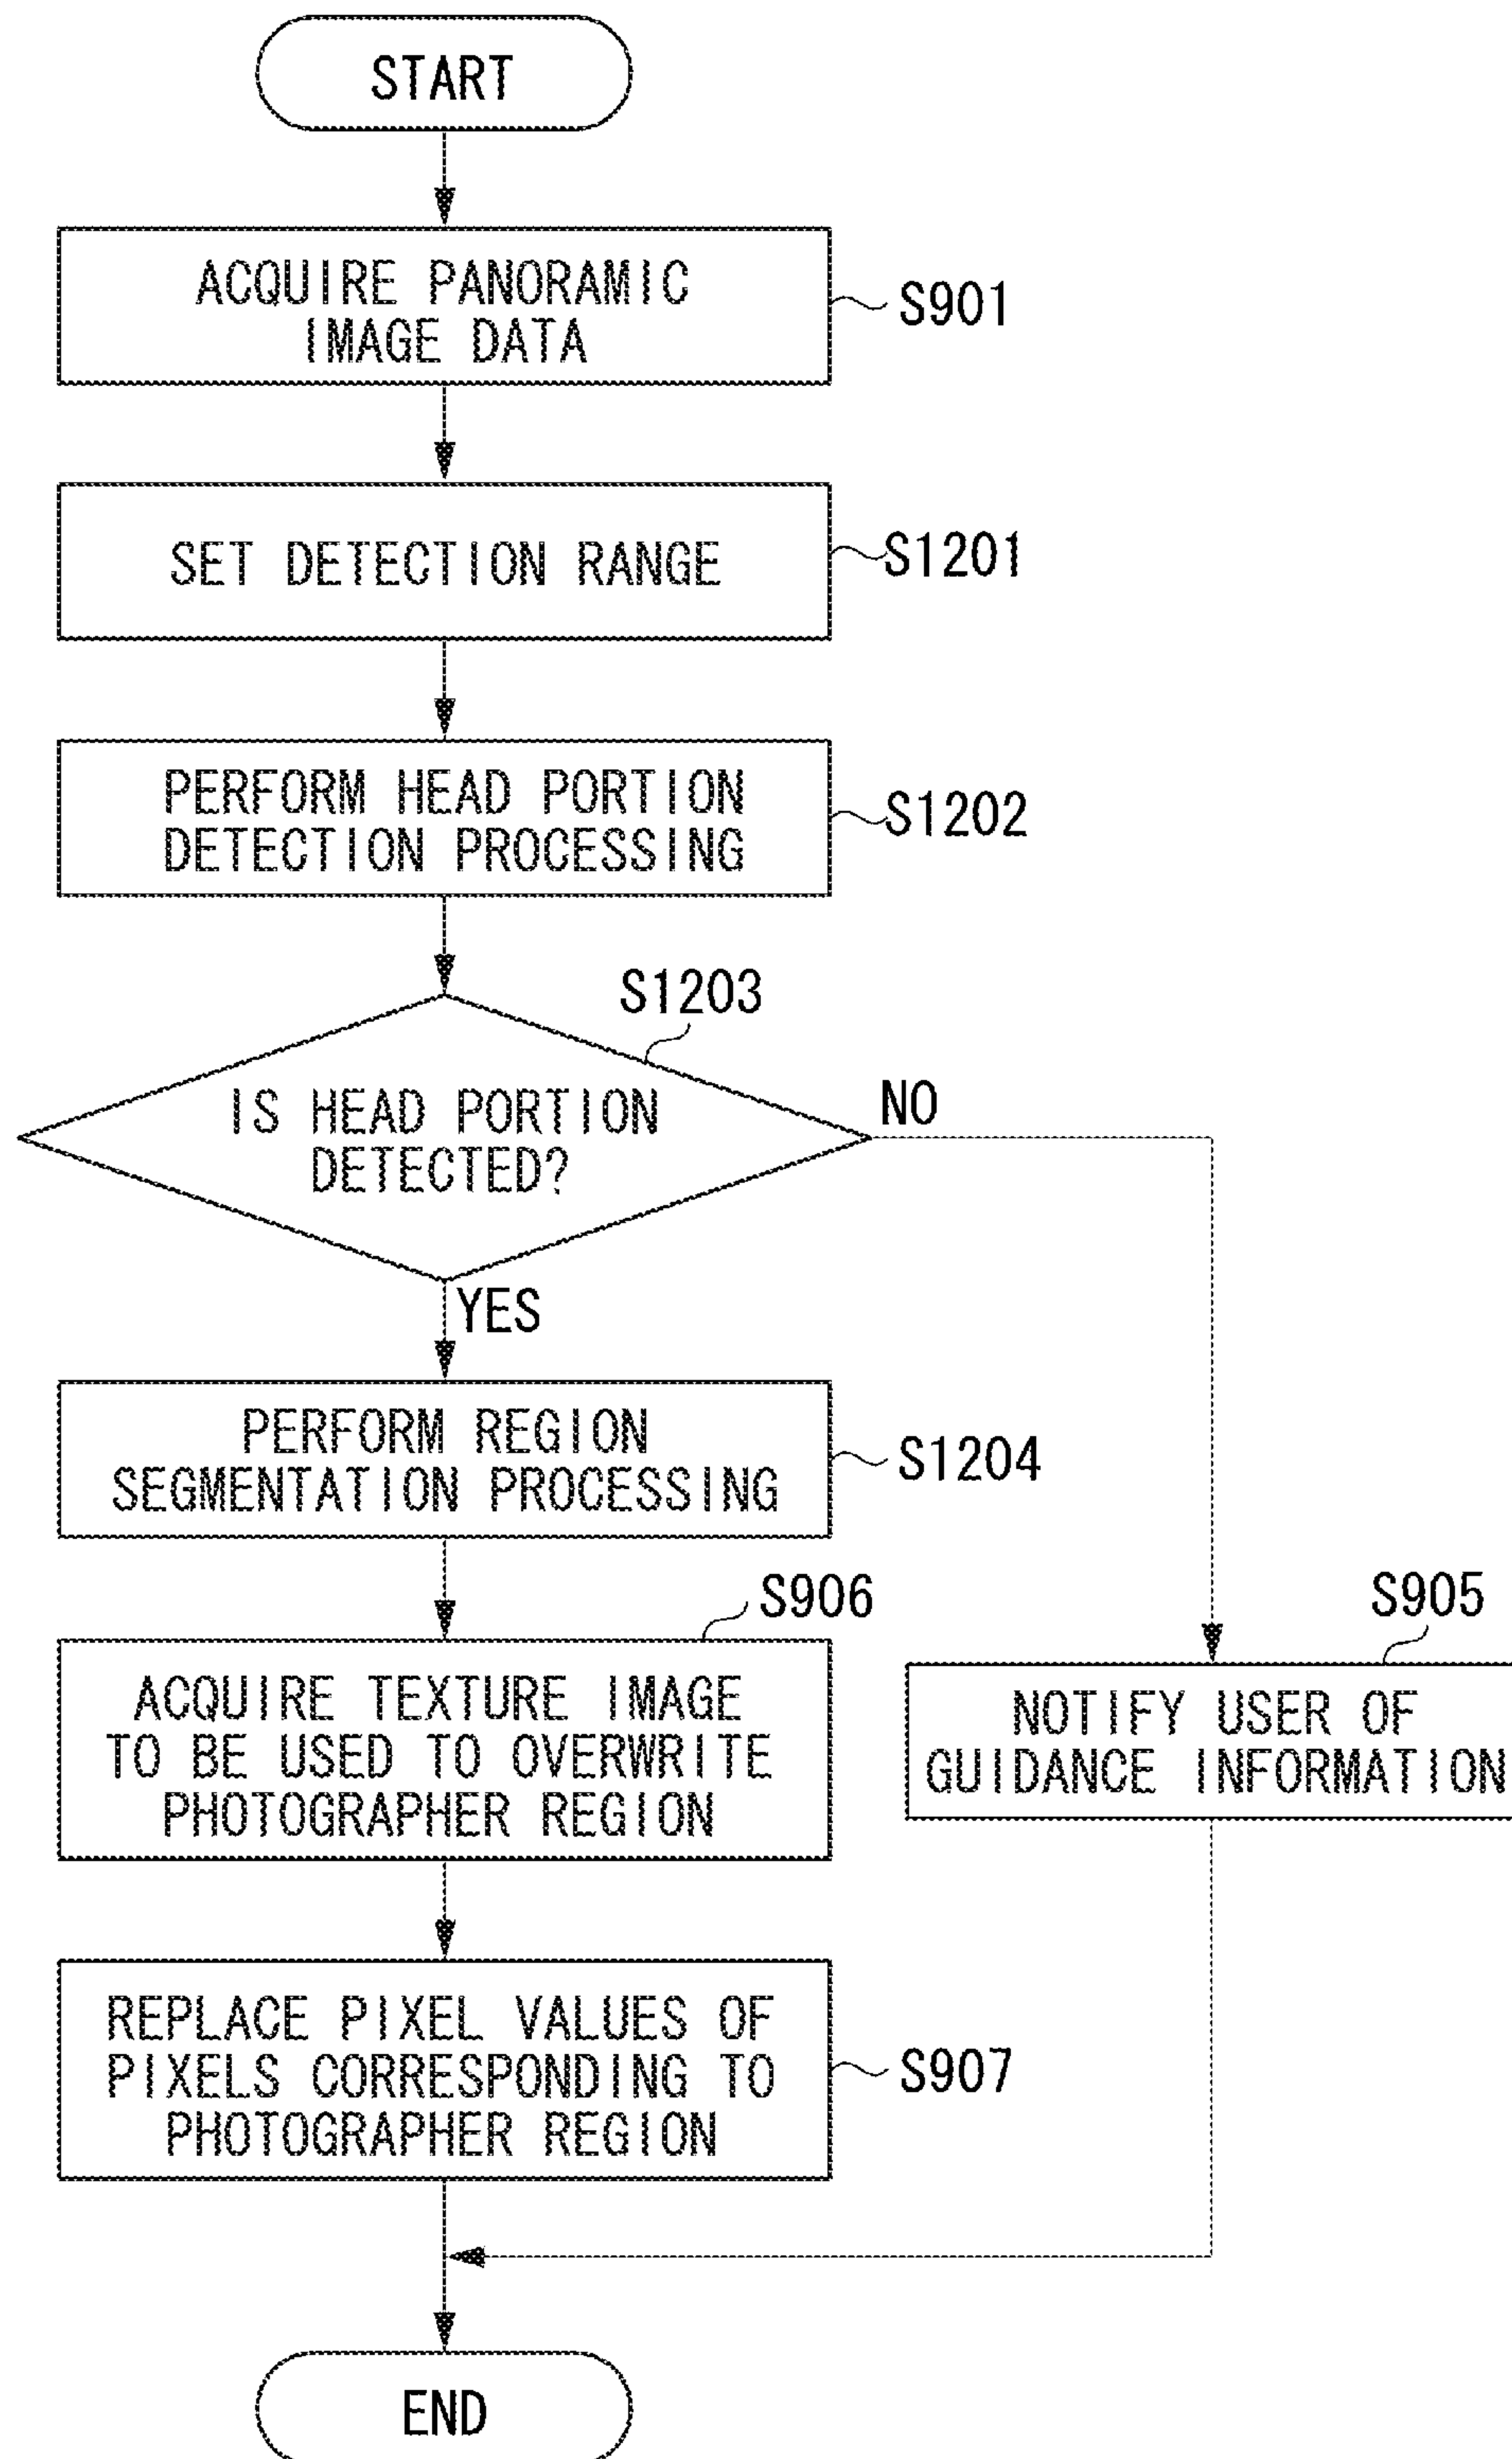 START
ACQUIRE PANORAMIC
IMAGE DATA
S901
SET DETECTION RANGE
S1201
PERFORM HEAD PORTION
DETECTION PROCESSING
S1202
S1203
IS HEAD PORTION
DETECTED?
NO
YES
PERFORM REGION
SEGMENTATION PROCESSING
S1204
S906
ACQUIRE TEXTURE IMAGE
TO BE USED TO OVERWRITE
PHOTOGRAPHER REGION
S905
NOTIFY USER OF
GUIDANCE INFORMATION
REPLACE PIXEL VALUES OF
PIXELS CORRESPONDING TO
PHOTOGRAPHER REGION
S907
END